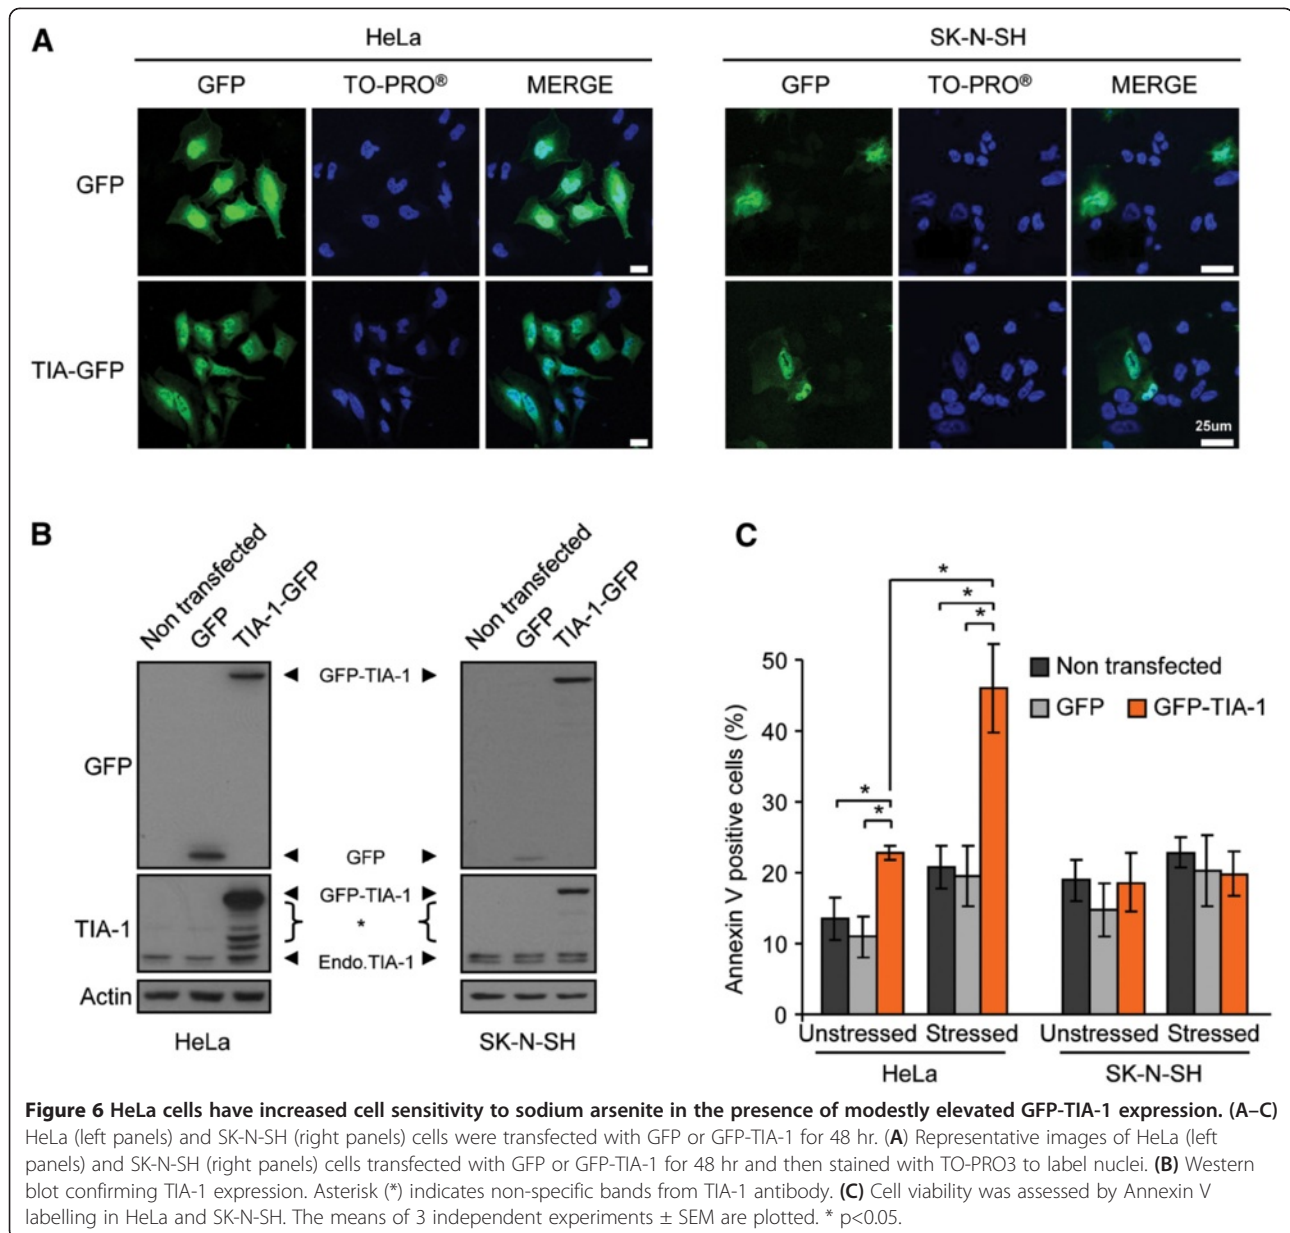 A
HeLa
SK-N-SH
GFP
TO-PRO®
MERGE
GFP
TO-PRO®
MERGE
GFP
TIA-GFP
25um
B
Non transfected
GFP
TIA-1-GFP
Non transfected
GFP
TIA-1-GFP
GFP
◄ GFP-TIA-1 ►
◄ GFP ►
TIA-1
◄ GFP-TIA-1 ►
} * {
◄ Endo.TIA-1 ►
Actin
HeLa
SK-N-SH
C
Annexin V positive cells (%)
50
40
30
20
10
0
*
*
*
*
*
Non transfected
GFP
GFP-TIA-1
Unstressed
Stressed
Unstressed
Stressed
HeLa
SK-N-SH
Figure 6 HeLa cells have increased cell sensitivity to sodium arsenite in the presence of modestly elevated GFP-TIA-1 expression. (A–C)
HeLa (left panels) and SK-N-SH (right panels) cells were transfected with GFP or GFP-TIA-1 for 48 hr. (A) Representative images of HeLa (left
panels) and SK-N-SH (right panels) cells transfected with GFP or GFP-TIA-1 for 48 hr and then stained with TO-PRO3 to label nuclei. (B) Western
blot confirming TIA-1 expression. Asterisk (*) indicates non-specific bands from TIA-1 antibody. (C) Cell viability was assessed by Annexin V
labelling in HeLa and SK-N-SH. The means of 3 independent experiments ± SEM are plotted. * p<0.05.